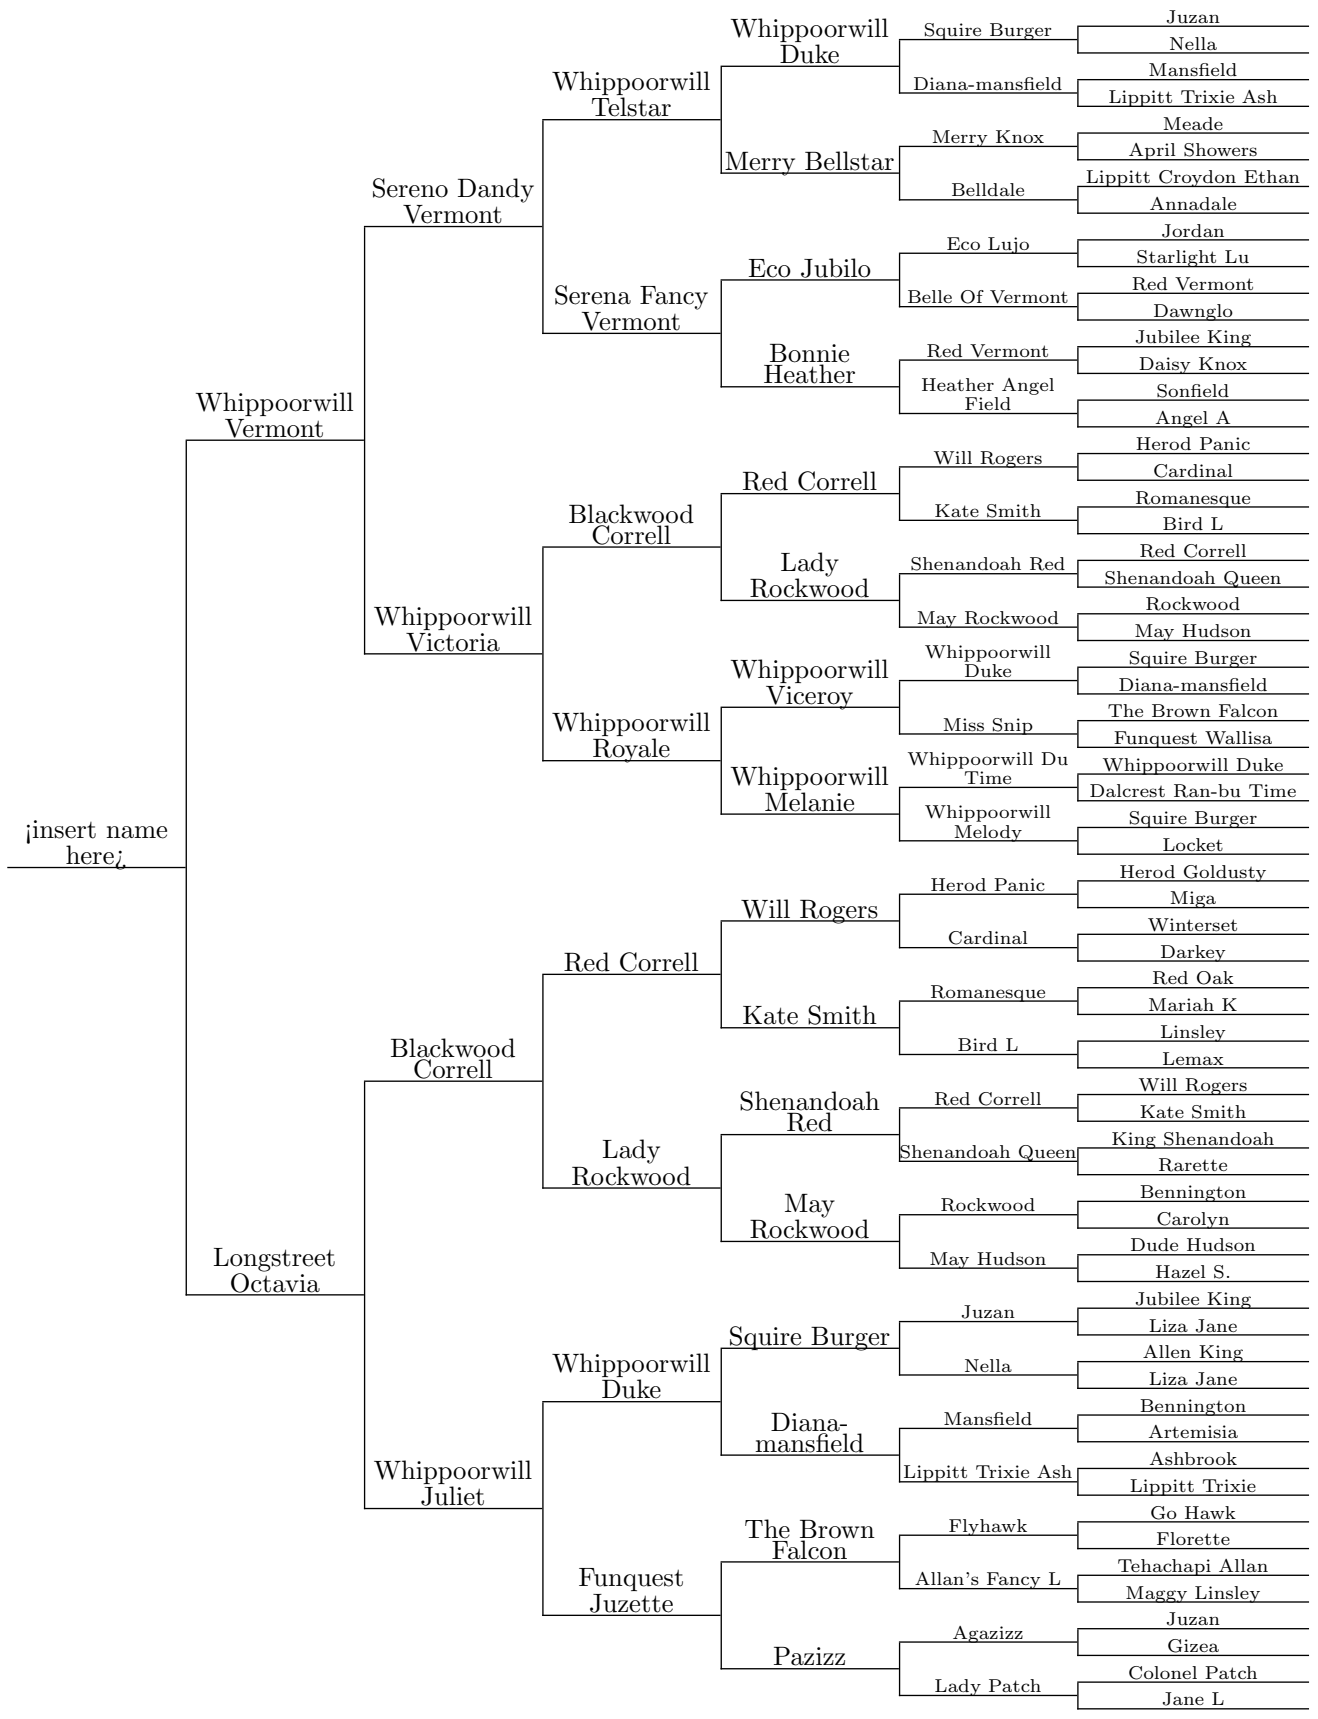 Whippoorwill
Duke
Squire Burger
Juzan
Nella
Diana-mansfield
Mansfield
Lippitt Trixie Ash
Whippoorwill
Telstar
Merry Bellstar
Merry Knox
Meade
April Showers
Belldale
Lippitt Croydon Ethan
Annadale
Sereno Dandy
Vermont
Serena Fancy
Vermont
Eco Jubilo
Eco Lujo
Jordan
Starlight Lu
Belle Of Vermont
Red Vermont
Dawnglo
Bonnie
Heather
Red Vermont
Jubilee King
Daisy Knox
Heather Angel
Field
Sonfield
Angel A
Whippoorwill
Vermont
Whippoorwill
Victoria
Blackwood
Correll
Red Correll
Will Rogers
Herod Panic
Cardinal
Kate Smith
Romanesque
Bird L
Lady
Rockwood
Shenandoah Red
Red Correll
Shenandoah Queen
May Rockwood
Rockwood
May Hudson
Whippoorwill
Royale
Whippoorwill
Viceroy
Whippoorwill
Duke
Squire Burger
Diana-mansfield
Miss Snip
The Brown Falcon
Funquest Wallisa
Whippoorwill
Melanie
Whippoorwill Du
Time
Whippoorwill Duke
Dalcrest Ran-bu Time
Whippoorwill
Melody
Squire Burger
Locket
¡insert name
here¿
Longstreet
Octavia
Blackwood
Correll
Red Correll
Will Rogers
Herod Panic
Herod Goldusty
Miga
Cardinal
Winterset
Darkey
Kate Smith
Romanesque
Red Oak
Mariah K
Bird L
Linsley
Lemax
Lady
Rockwood
Shenandoah
Red
Red Correll
Will Rogers
Kate Smith
Shenandoah Queen
King Shenandoah
Rarette
May
Rockwood
Rockwood
Bennington
Carolyn
May Hudson
Dude Hudson
Hazel S.
Whippoorwill
Juliet
Whippoorwill
Duke
Squire Burger
Juzan
Jubilee King
Liza Jane
Nella
Allen King
Liza Jane
Diana-
mansfield
Mansfield
Bennington
Artemisia
Lippitt Trixie Ash
Ashbrook
Lippitt Trixie
Funquest
Juzette
The Brown
Falcon
Flyhawk
Go Hawk
Florette
Allan's Fancy L
Tehachapi Allan
Maggy Linsley
Pazizz
Agazizz
Juzan
Gizea
Lady Patch
Colonel Patch
Jane L